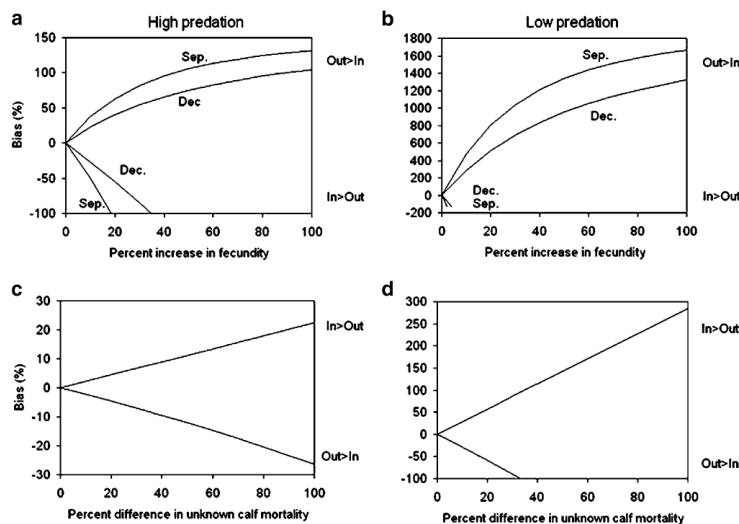 a
High predation
150
100
50
0
-50
-100
Bias (%)
Sep.
Dec
Dec.
Sep.
Out>In
In>Out
0 20 40 60 80 100
Percent increase in fecundity
b
Low predation
1800
1600
1400
1200
1000
800
600
400
200
0
-200
Sep.
Dec.
Dec.
Sep.
Out>In
In>Out
0 20 40 60 80 100
Percent increase in fecundity
c
30
20
10
0
-10
-20
-30
Bias (%)
In>Out
Out>In
0 20 40 60 80 100
Percent difference in unknown calf mortality
d
300
250
200
150
100
50
0
-50
-100
In>Out
Out>In
0 20 40 60 80 100
Percent difference in unknown calf mortality